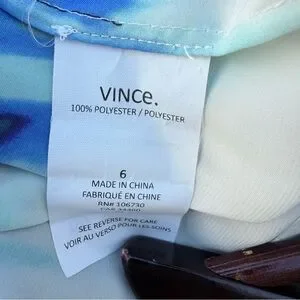 VINCE.
100% POLYESTER / POLYESTER
6
MADE IN CHINA
FABRIQUÉ EN CHINE
RN# 106730
SEE REVERSE FOR CARE
VOIR AU VERSO POUR LES SOINS